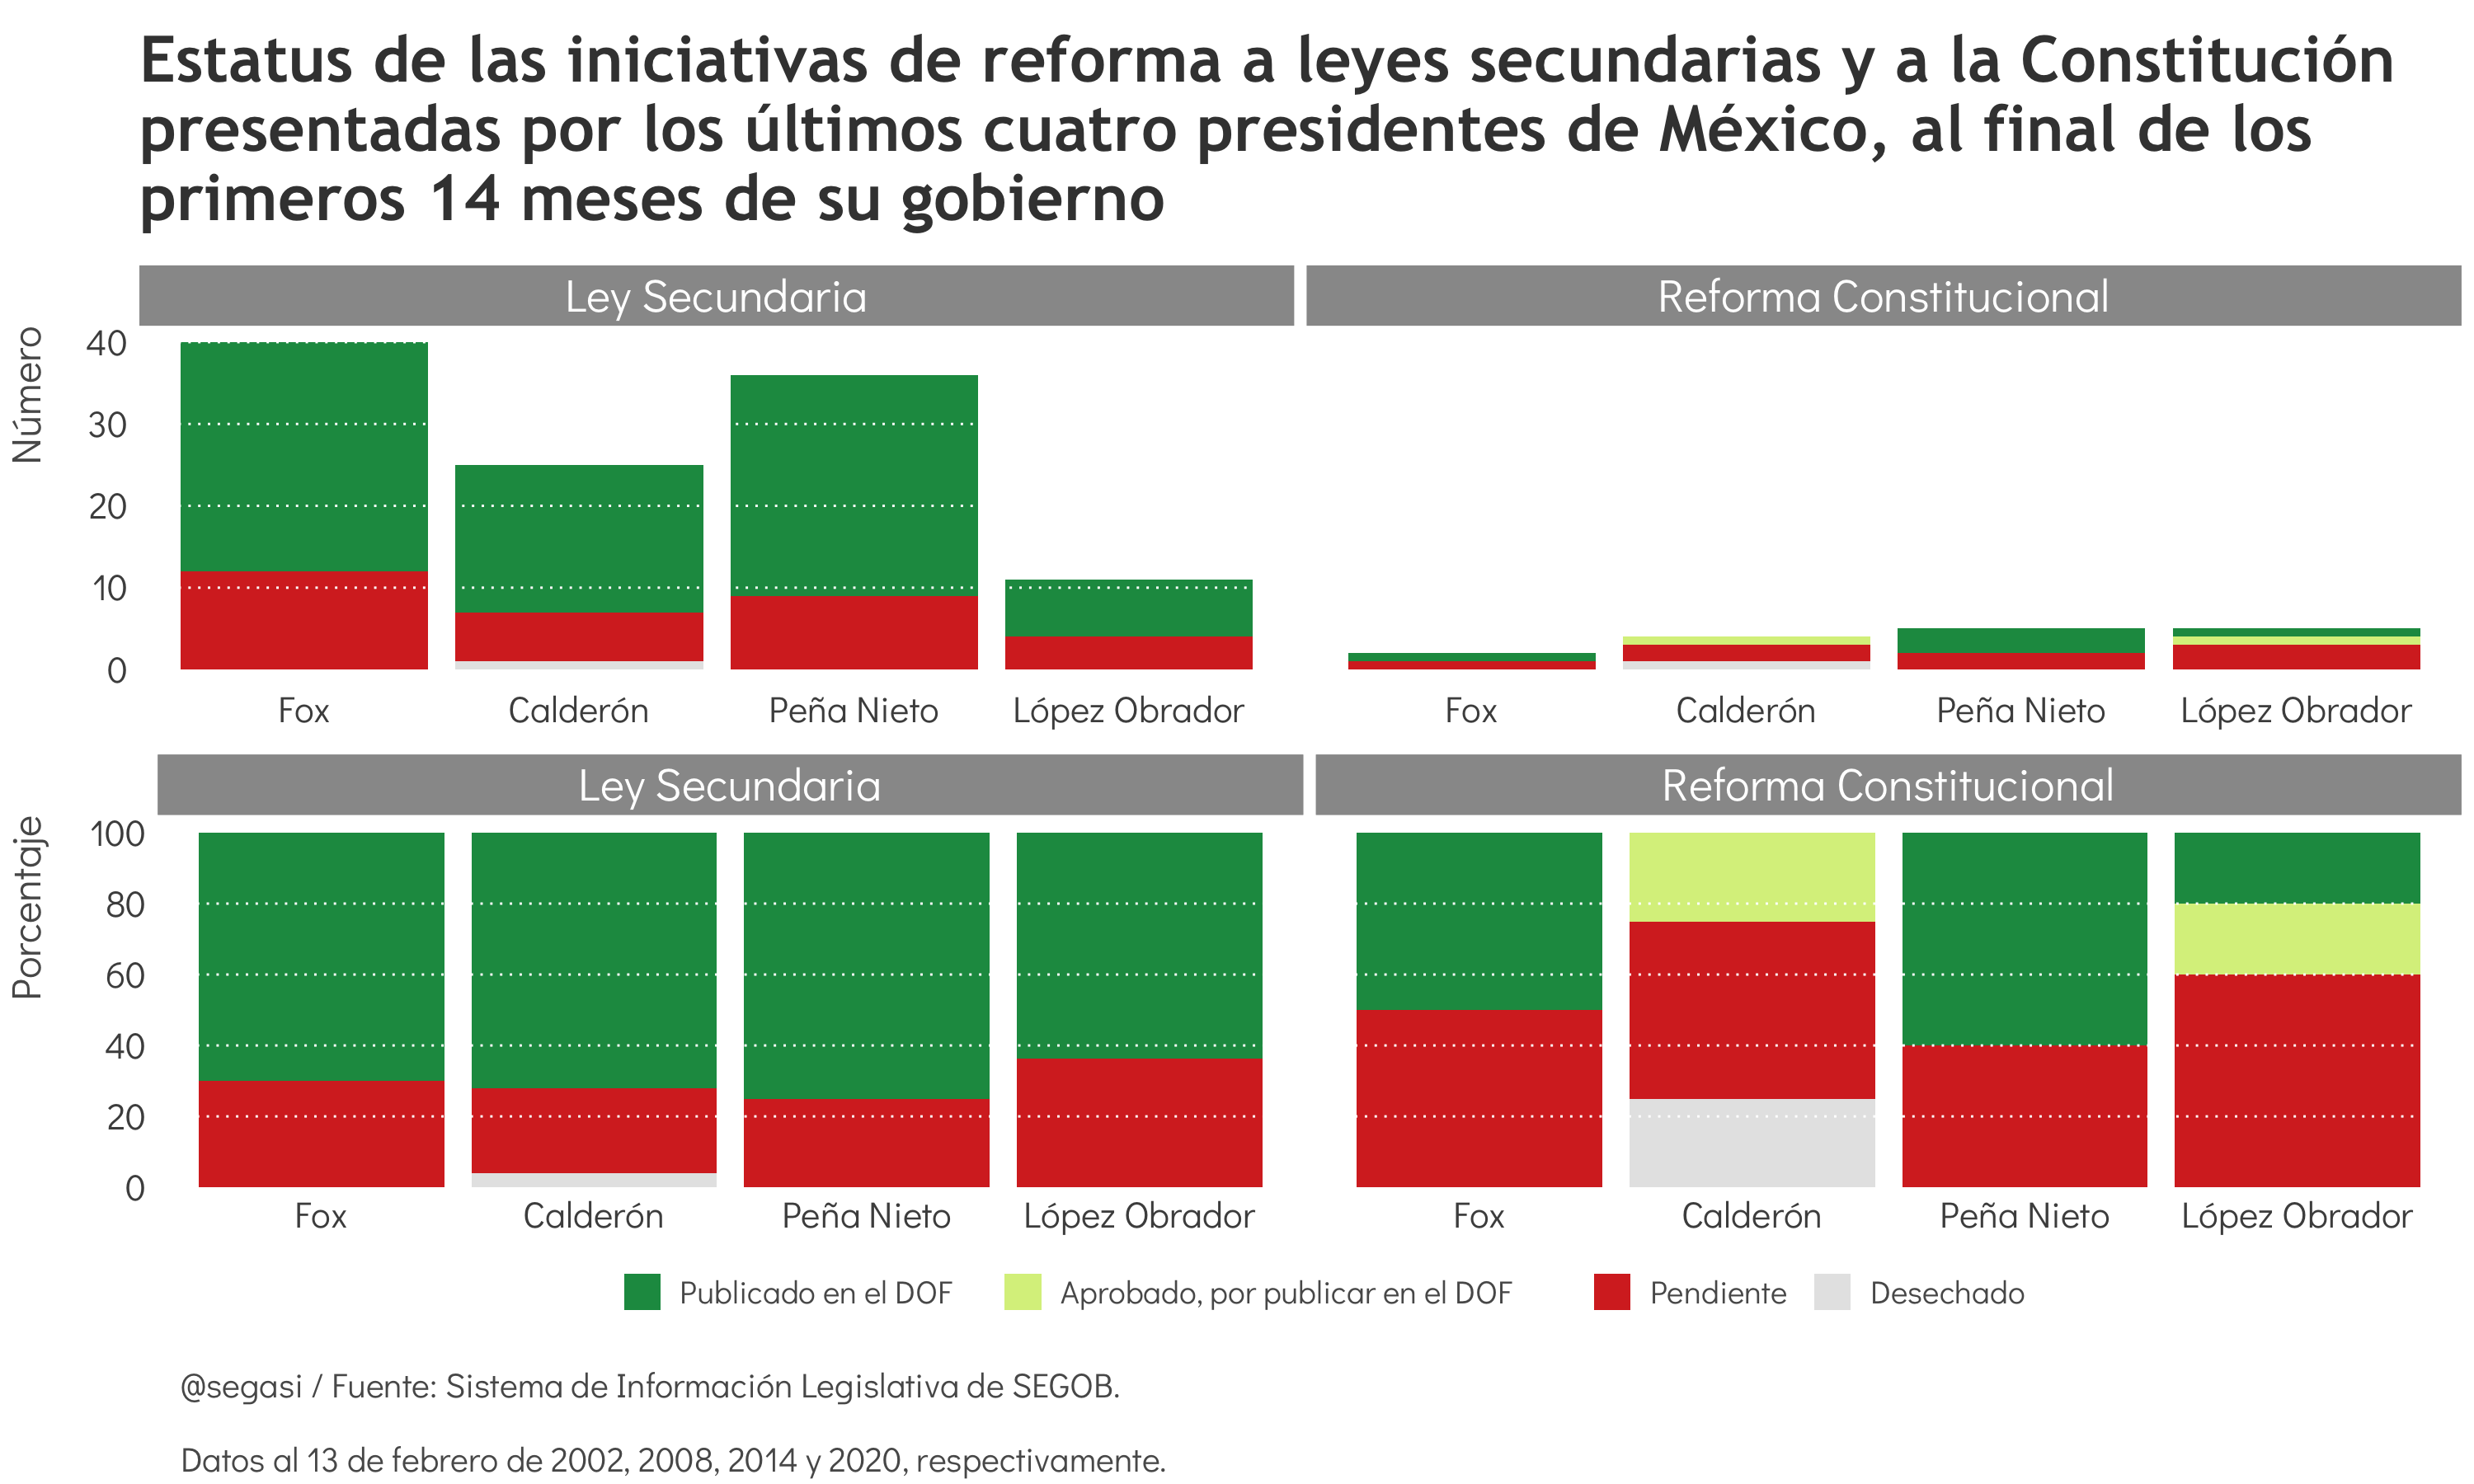 Estatus de las iniciativas de reforma a leyes secundarias y a la Constitución
presentadas por los últimos cuatro presidentes de México, al final de los
primeros 14 meses de su gobierno
Ley Secundaria
Reforma Constitucional
Número
40
30
20
10
0
Fox
Calderón
Peña Nieto
López Obrador
Fox
Calderón
Peña Nieto
López Obrador
Ley Secundaria
Reforma Constitucional
Porcentaje
100
80
60
40
20
0
Fox
Calderón
Peña Nieto
López Obrador
Fox
Calderón
Peña Nieto
López Obrador
Publicado en el DOF
Aprobado, por publicar en el DOF
Pendiente
Desechado
@segasi / Fuente: Sistema de Información Legislativa de SEGOB.
Datos al 13 de febrero de 2002, 2008, 2014 y 2020, respectivamente.